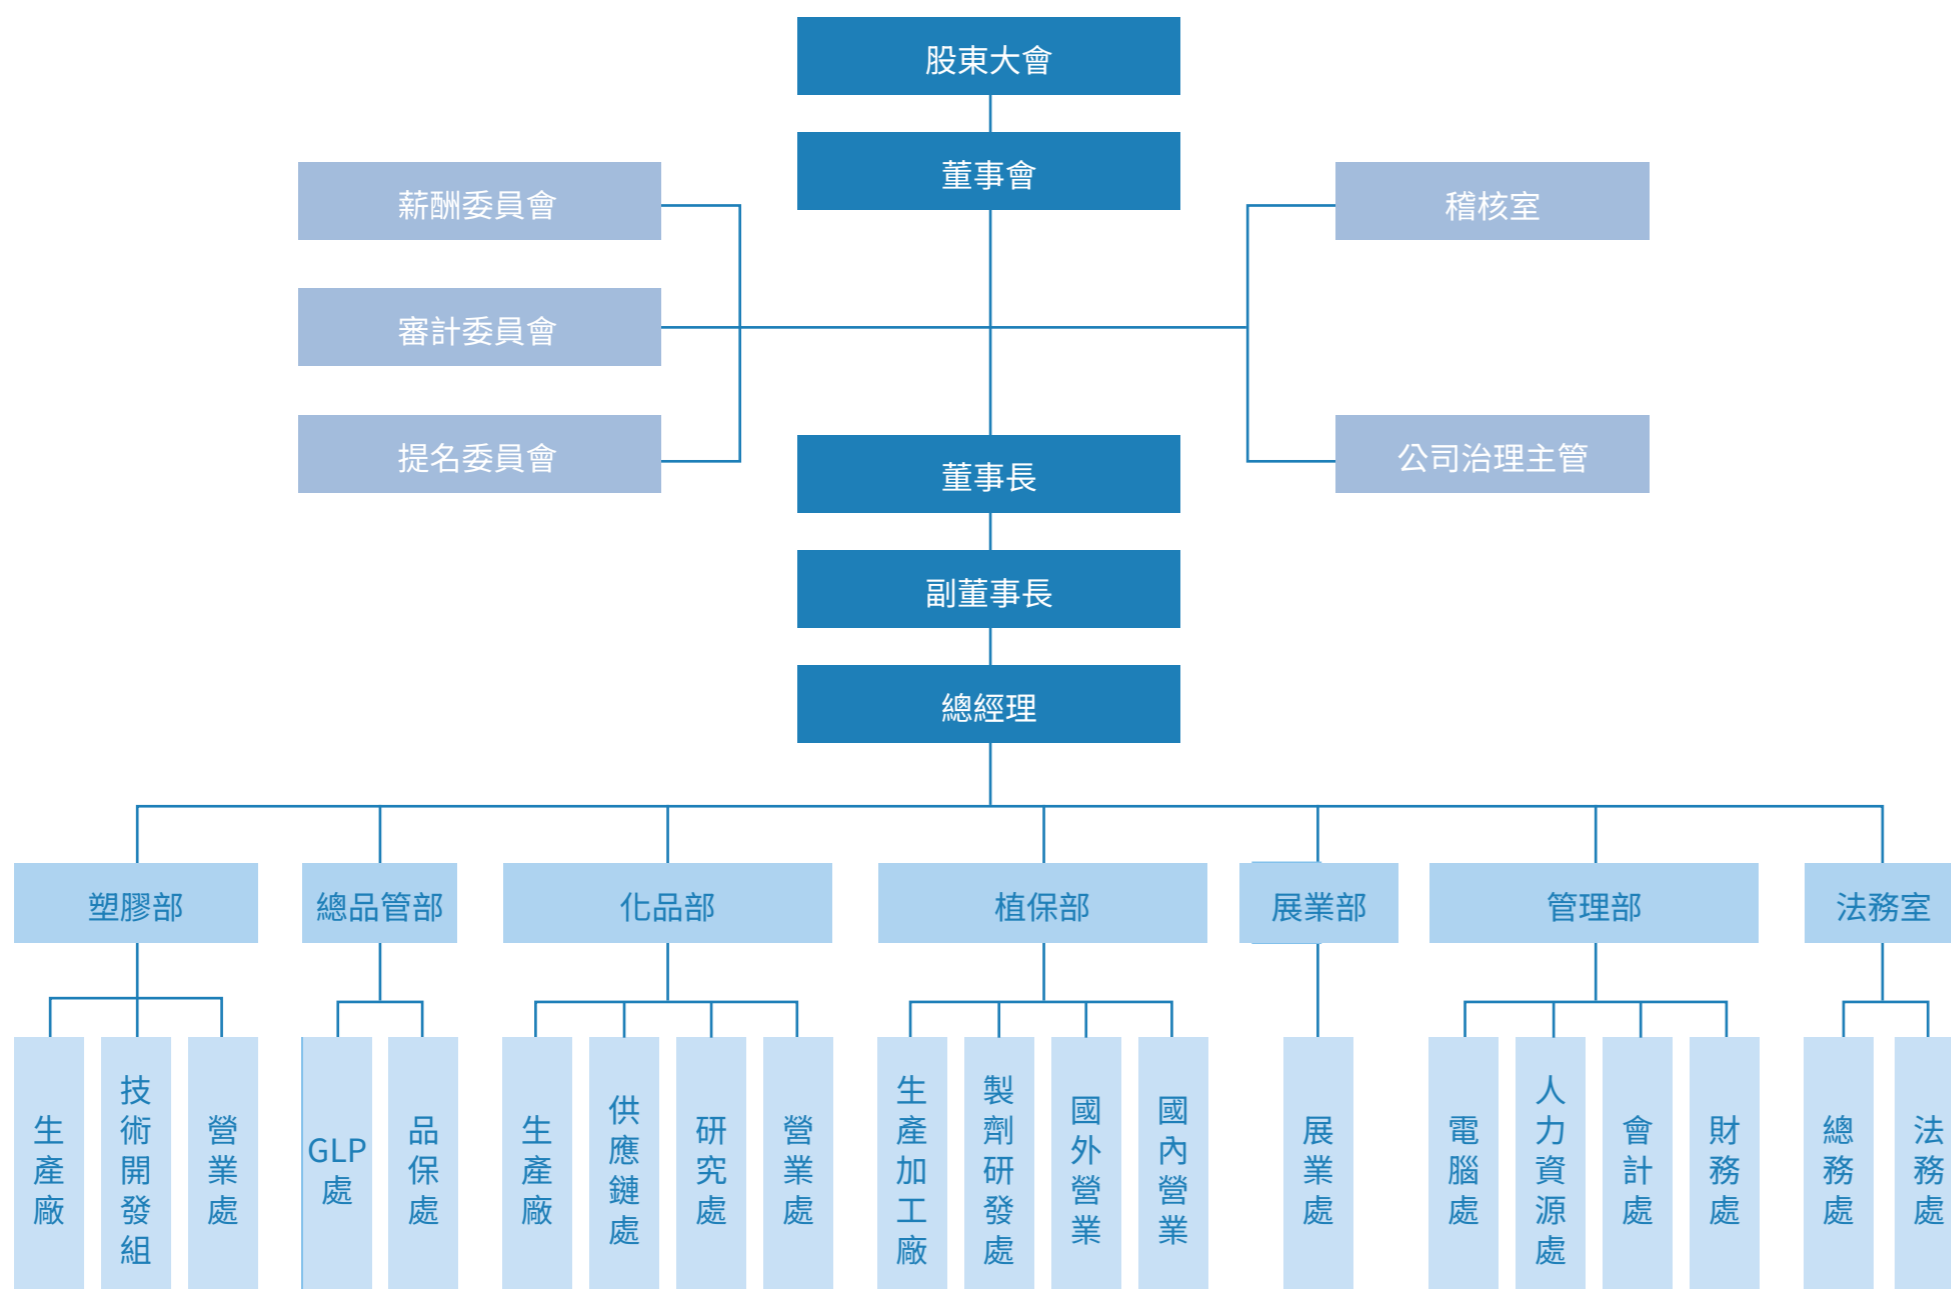 股東大會
董事會
薪酬委員會
稽核室
審計委員會
提名委員會
公司治理主管
董事長
副董事長
總經理
塑膠部
總品管部
化品部
植保部
展業部
管理部
法務室
生產廠
技術開發組
營業處
GLP
處
品保處
生產廠
供應鏈處
研究處
營業處
生產加工廠
製劑研發處
國外營業
國內營業
展業處
電腦處
人力資源處
會計處
財務處
總務處
法務處